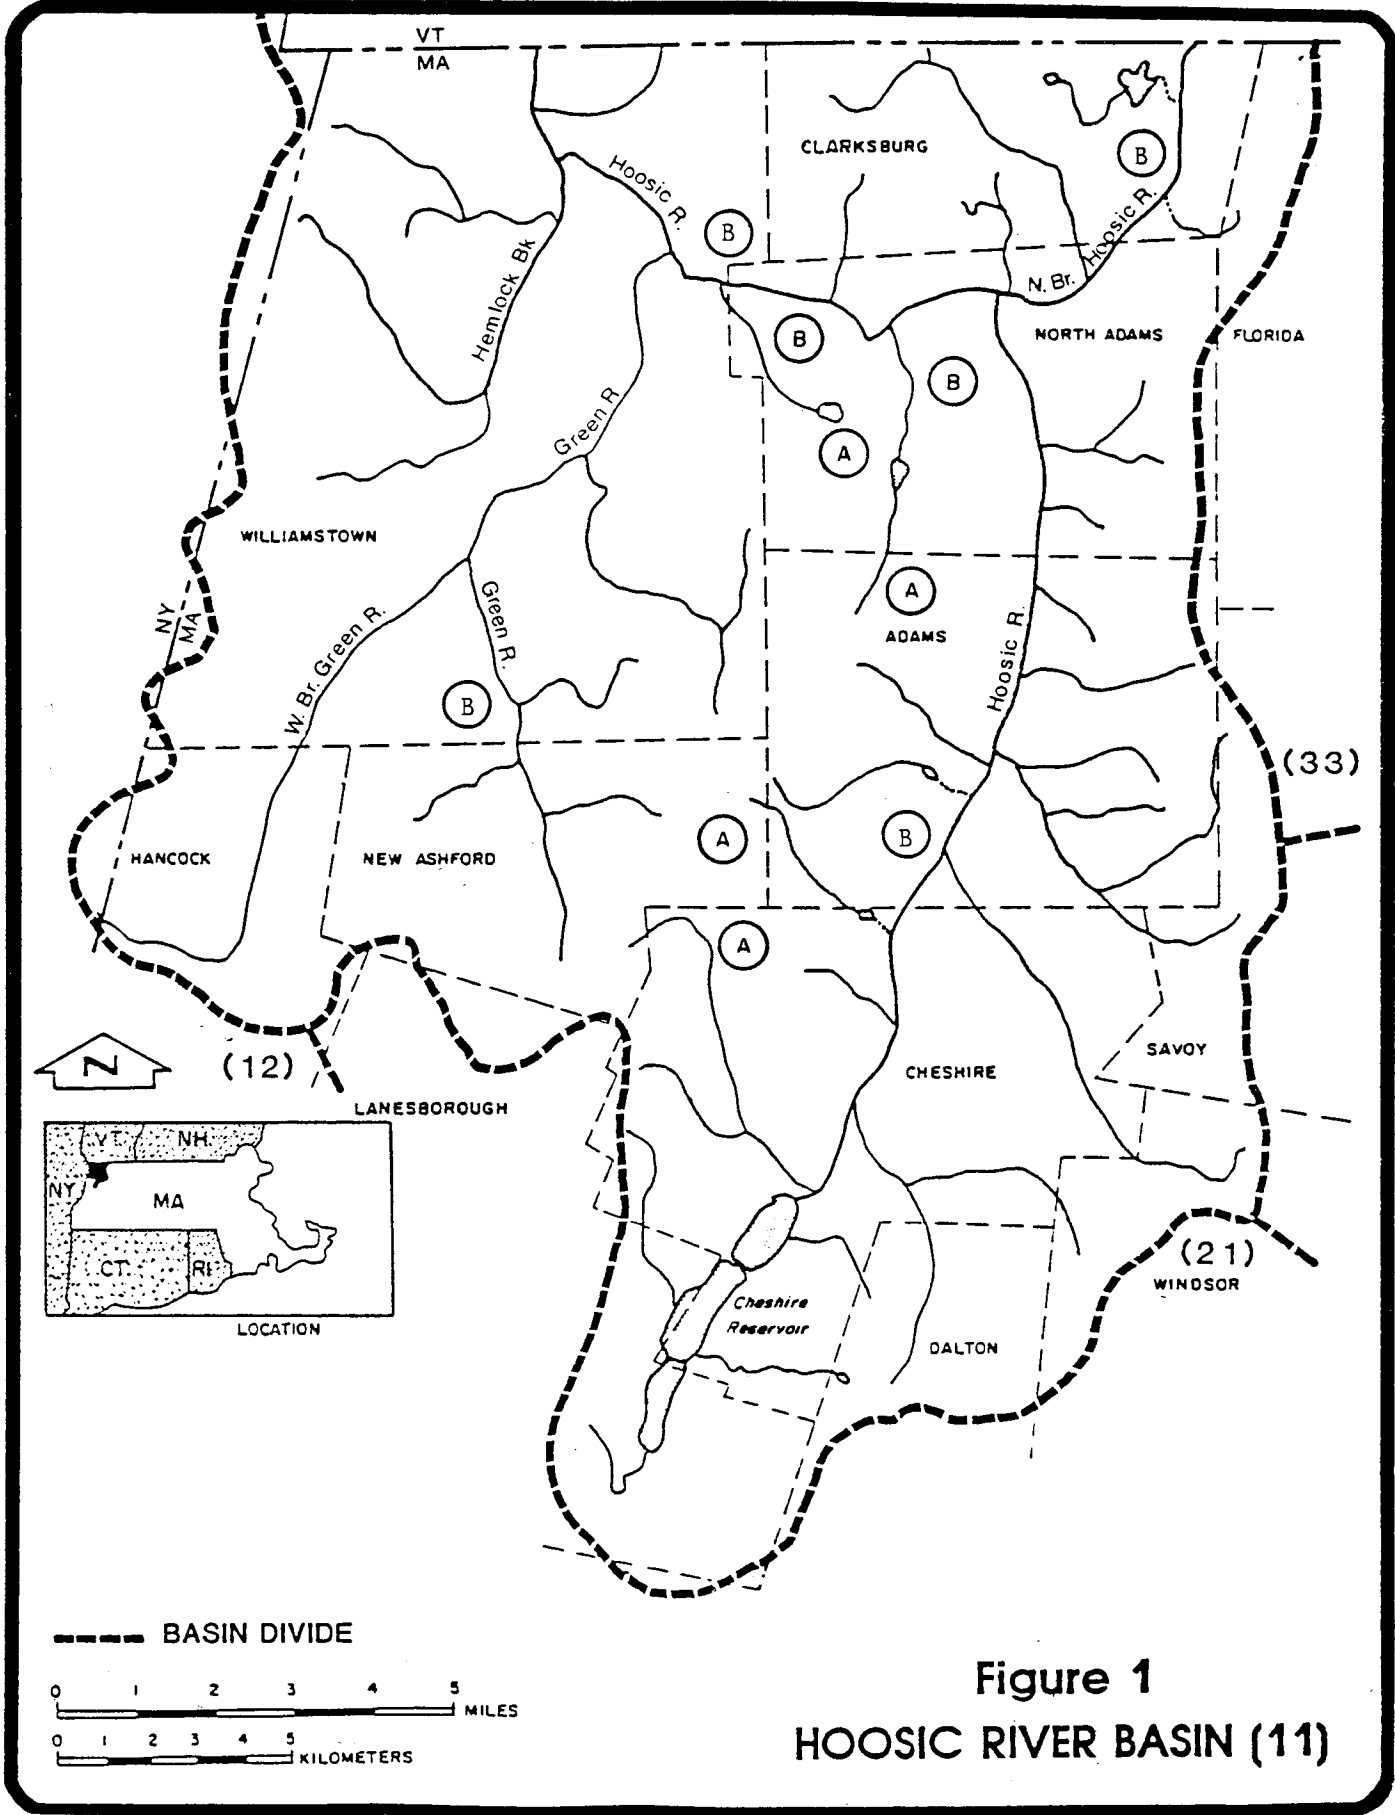 VT
MA
CLARKSBURG
B
Hoosic R.
B
Hoosic R.
N. Br.
Hemlock Bk
B
NORTH ADAMS
FLORIDA
B
Green R
A
WILLIAMSTOWN
NY
MA
A
ADAMS
Green R.
W. Br. Green R.
Hoosic R.
B
(33)
A
B
HANCOCK
NEW ASHFORD
A
N
(12)
SAVOY
CHESHIRE
LANESBOROUGH
VT
NH
NY
MA
CT
RI
LOCATION
(21)
WINDSOR
Cheshire
Reservoir
DALTON
BASIN DIVIDE
0 1 2 3 4 5 MILES
0 1 2 3 4 5 KILOMETERS
Figure 1
HOOSIC RIVER BASIN (11)